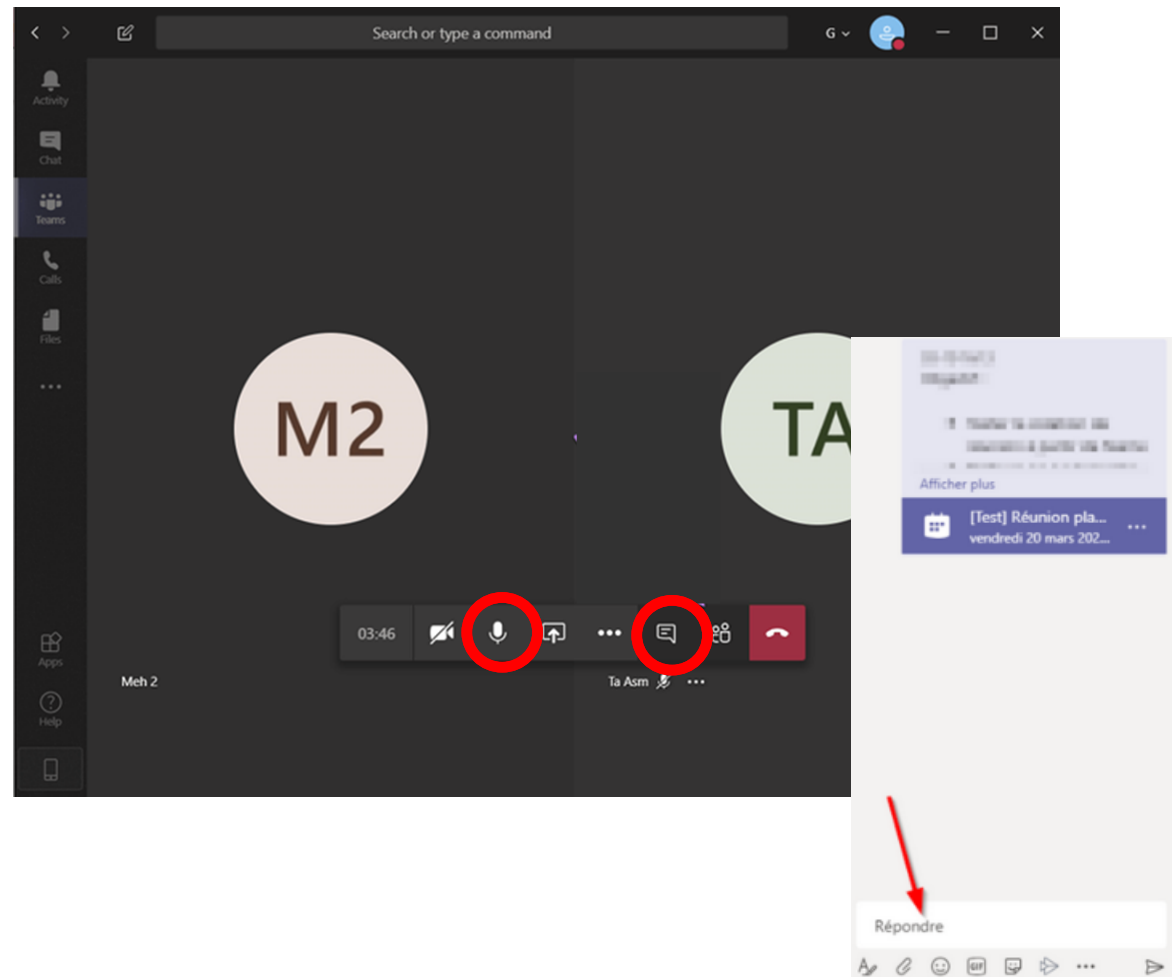 Search or type a command
G
Activity
Chat
Teams
Calls
Files
Apps
Help
M2
TA
03:46
Meh 2
Ta Asm
Afficher plus
[Test] Réunion pla...
vendredi 20 mars 202...
Répondre
GIF